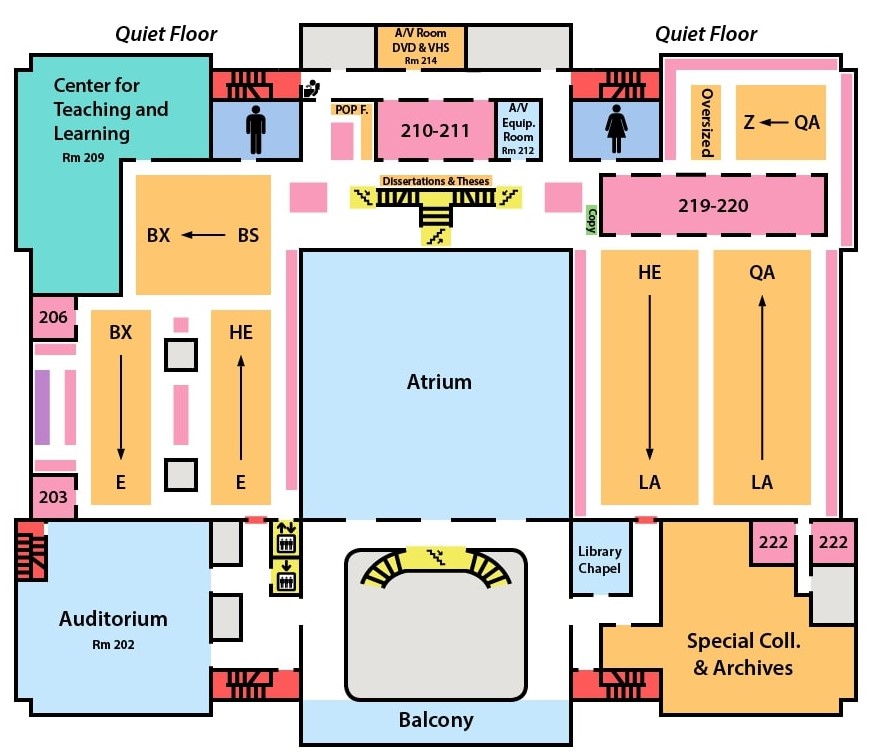 Quiet Floor
Quiet Floor
A/V Room
DVD & VHS
Rm 214
Center for
Teaching and
Learning
Rm 209
POP F.
210-211
A/V
Equip.
Room
Rm 212
Oversized
Z
QA
Dissertations & Theses
Copy
219-220
BX
BS
HE
QA
206
BX
HE
Atrium
E
E
LA
LA
203
222
222
Library
Chapel
Auditorium
Rm 202
Special Coll.
& Archives
Balcony